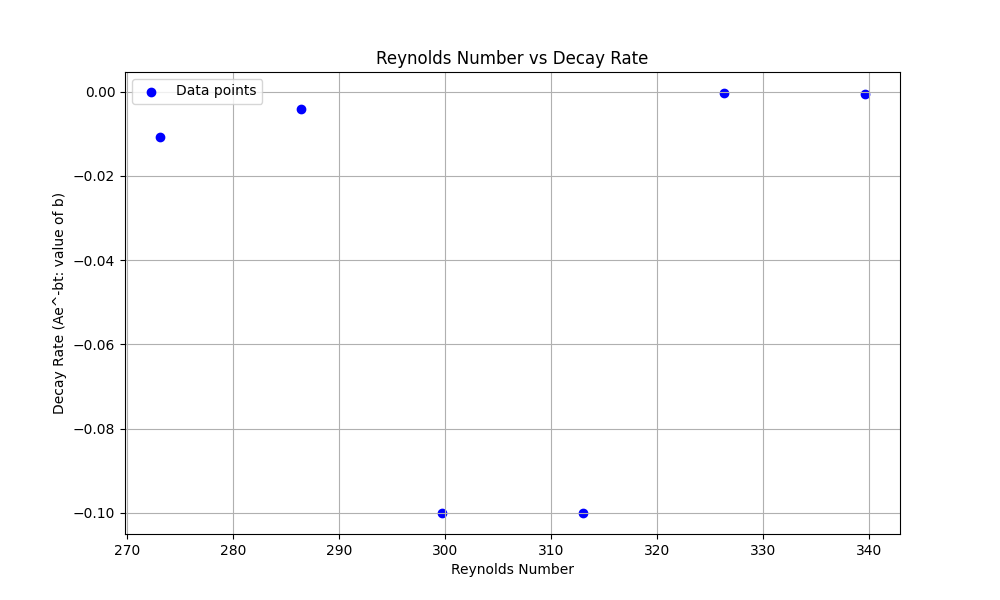 Reynolds Number vs Decay Rate
Data points
Decay Rate (Ae^-bt: value of b)
0.00
−0.02
−0.04
−0.06
−0.08
−0.10
270 280 290 300 310 320 330 340
Reynolds Number